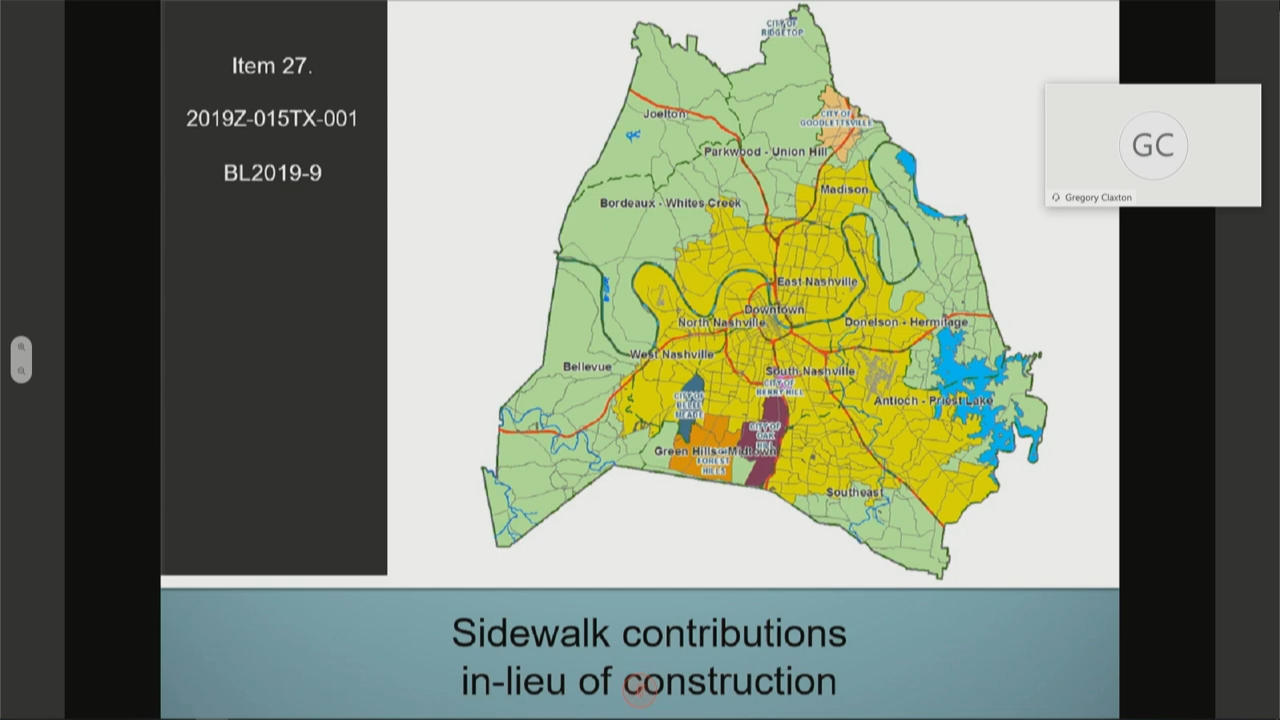 Item 27.
2019Z-015TX-001
BL2019-9
CITY OF
RIDGETOP
Joelton
CITY OF
GOODLETTSVILLE
Parkwood - Union Hill
Madison
Bordeaux - Whites Creek
East Nashville
Downtown
North Nashville
Donelson - Hermitage
West Nashville
Bellevue
South Nashville
CITY OF
BERRY HILL
CITY OF
BELLE
MEADE
Antioch - Priest Lake
CITY OF
OAK
HILL
Green Hills - Midtown
FOREST
HILLS
Southeast
GC
Gregory Claxton
Sidewalk contributions
in-lieu of construction